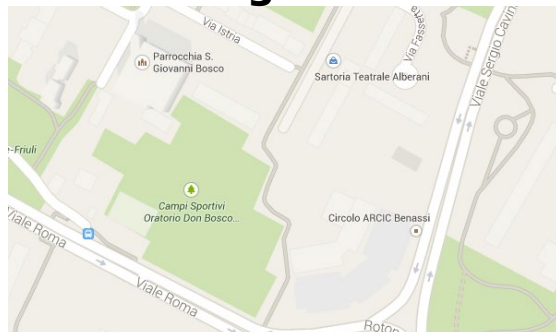 g
Via Istria
Parrocchia S.
Giovanni Bosco
Via Fassett
Sartoria Teatrale Alberani
Viale Sergio Cavin
e-Friuli
Campi Sportivi
Oratorio Don Bosco...
Circolo ARCIC Benassi
Viale Roma
Viale Roma
Roton